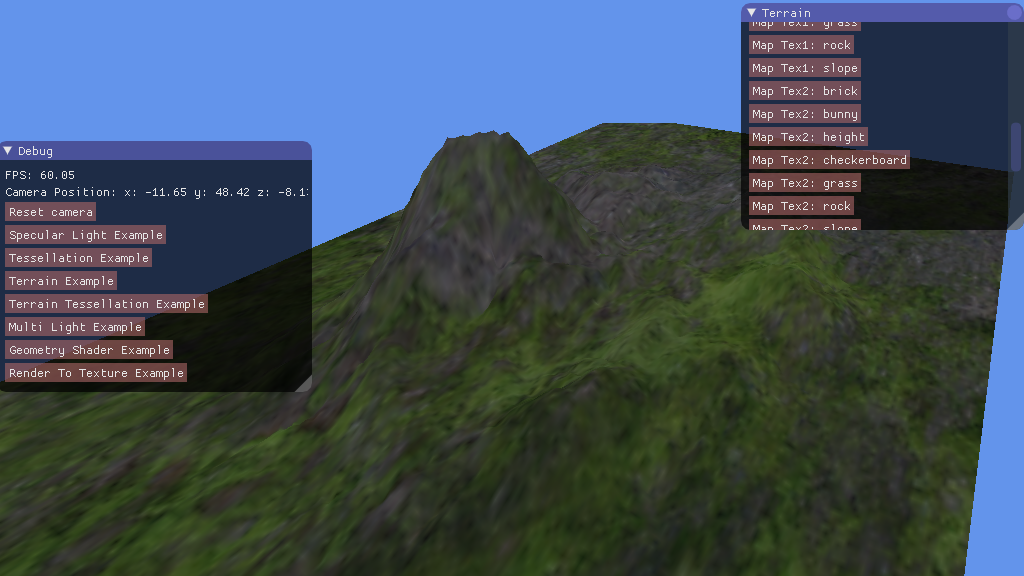 Debug
FPS: 60.05
Camera Position: x: -11.65 y: 48.42 z: -8.1
Reset camera
Specular Light Example
Tessellation Example
Terrain Example
Terrain Tessellation Example
Multi Light Example
Geometry Shader Example
Render To Texture Example
Terrain
Map Tex1: grass
Map Tex1: rock
Map Tex1: slope
Map Tex2: brick
Map Tex2: bunny
Map Tex2: height
Map Tex2: checkerboard
Map Tex2: grass
Map Tex2: rock
Map Tex2: slope